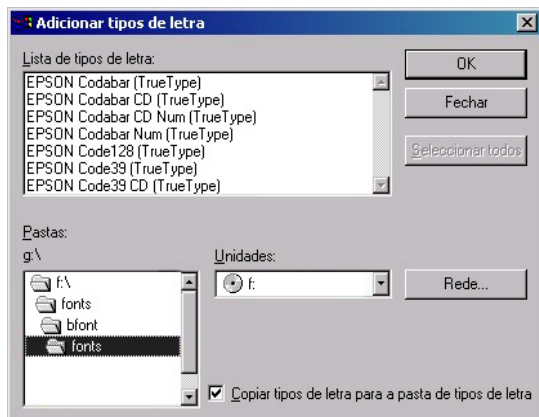 Adicionar tipos de letra
Lista de tipos de letra:
EPSON Codabar (TrueType)
EPSON Codabar CD (TrueType)
EPSON Codabar CD Num (TrueType)
EPSON Codabar Num (TrueType)
EPSON Code128 (TrueType)
EPSON Code39 (TrueType)
EPSON Code39 CD (TrueType)
OK
Fechar
Seleccionar todos
Pastas:
g:\
f:\
fonts
bfont
fonts
Unidades:
f:
Rede...
Copiar tipos de letra para a pasta de tipos de letra